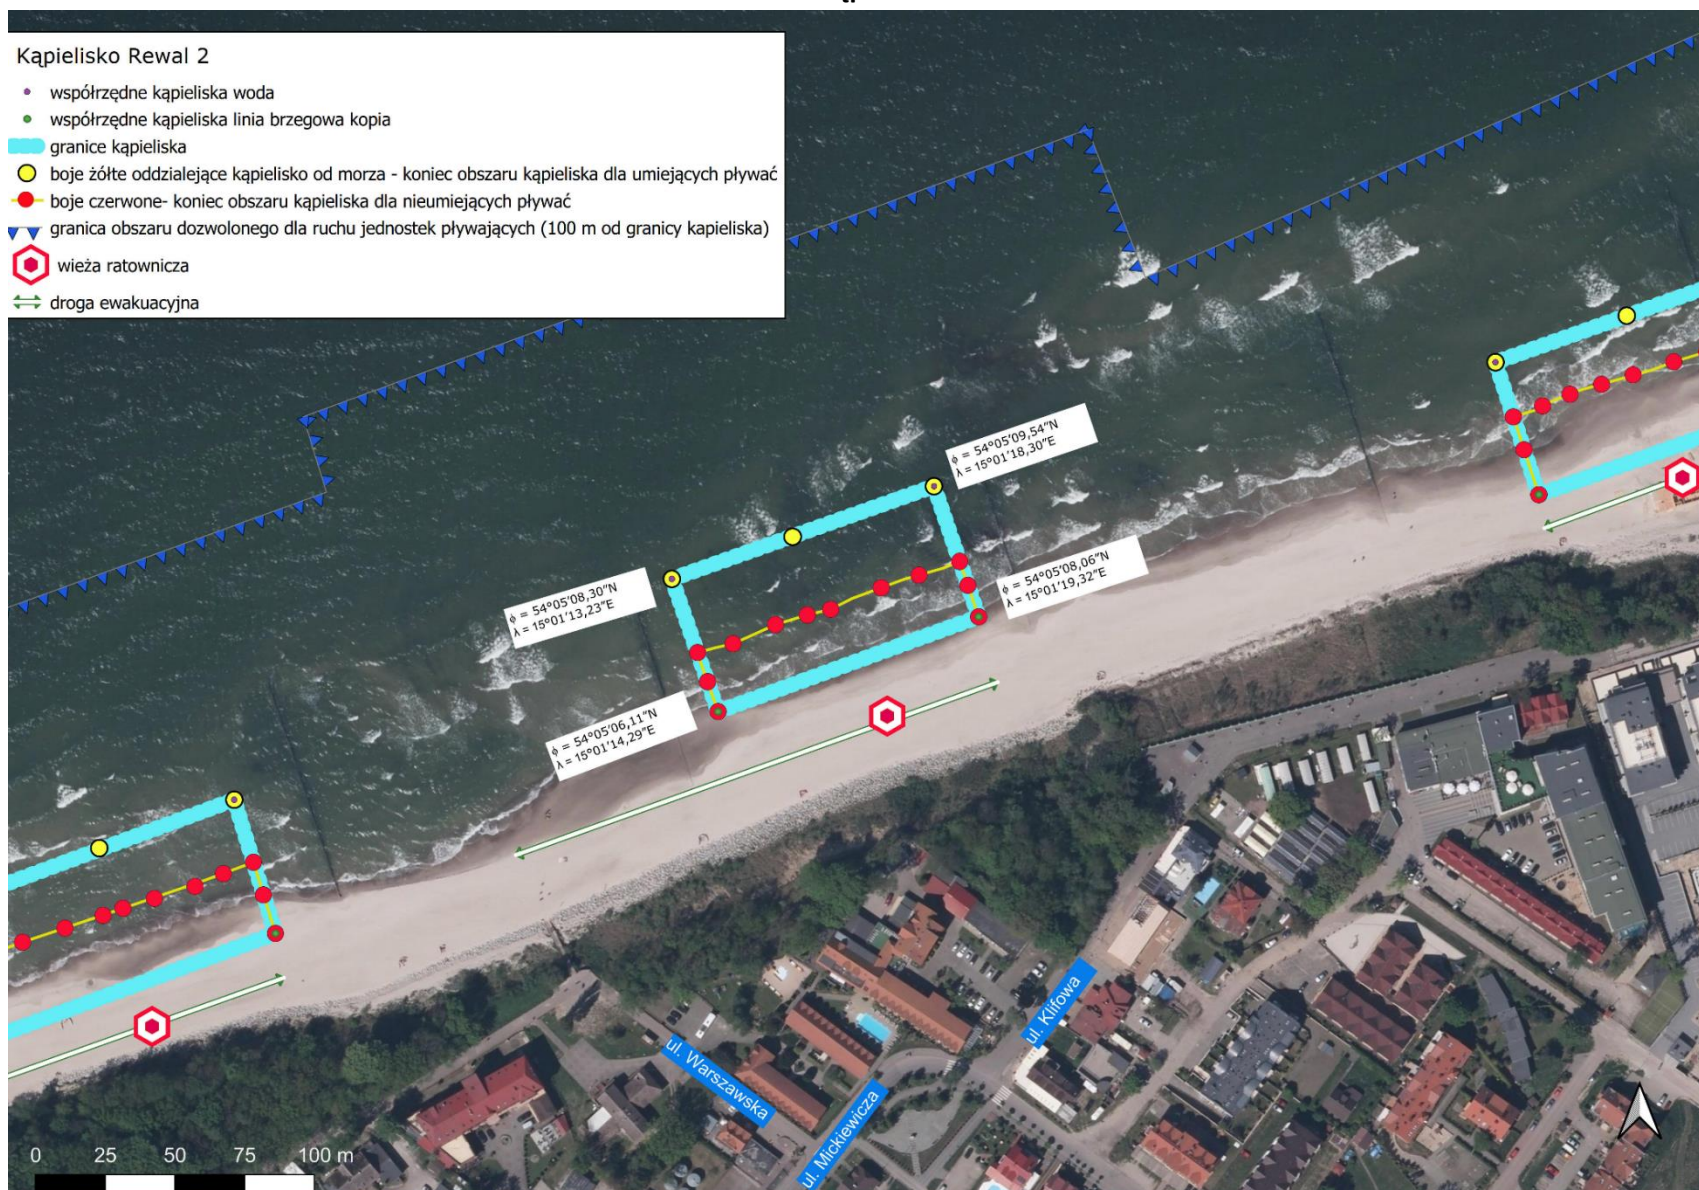 Kąpielisko Rewal 2
współrzędne kąpieliska woda
współrzędne kąpieliska linia brzegowa kopia
granice kąpieliska
boje żółte oddzialejące kąpielisko od morza - koniec obszaru kąpieliska dla umiejących pływać
boje czerwone- koniec obszaru kąpieliska dla nieumiejących pływać
granica obszaru dozwolonego dla ruchu jednostek pływających (100 m od granicy kapieliska)
wieża ratownicza
droga ewakuacyjna
ϕ = 54°05'09,54"N
λ = 15°01'18,30"E
ϕ = 54°05'08,30"N
λ = 15°01'13,23"E
ϕ = 54°05'08,06"N
λ = 15°01'19,32"E
ϕ = 54°05'06,11"N
λ = 15°01'14,29"E
ul. Klifowa
ul. Warszawska
ul. Mickiewicza
0 25 50 75 100 m